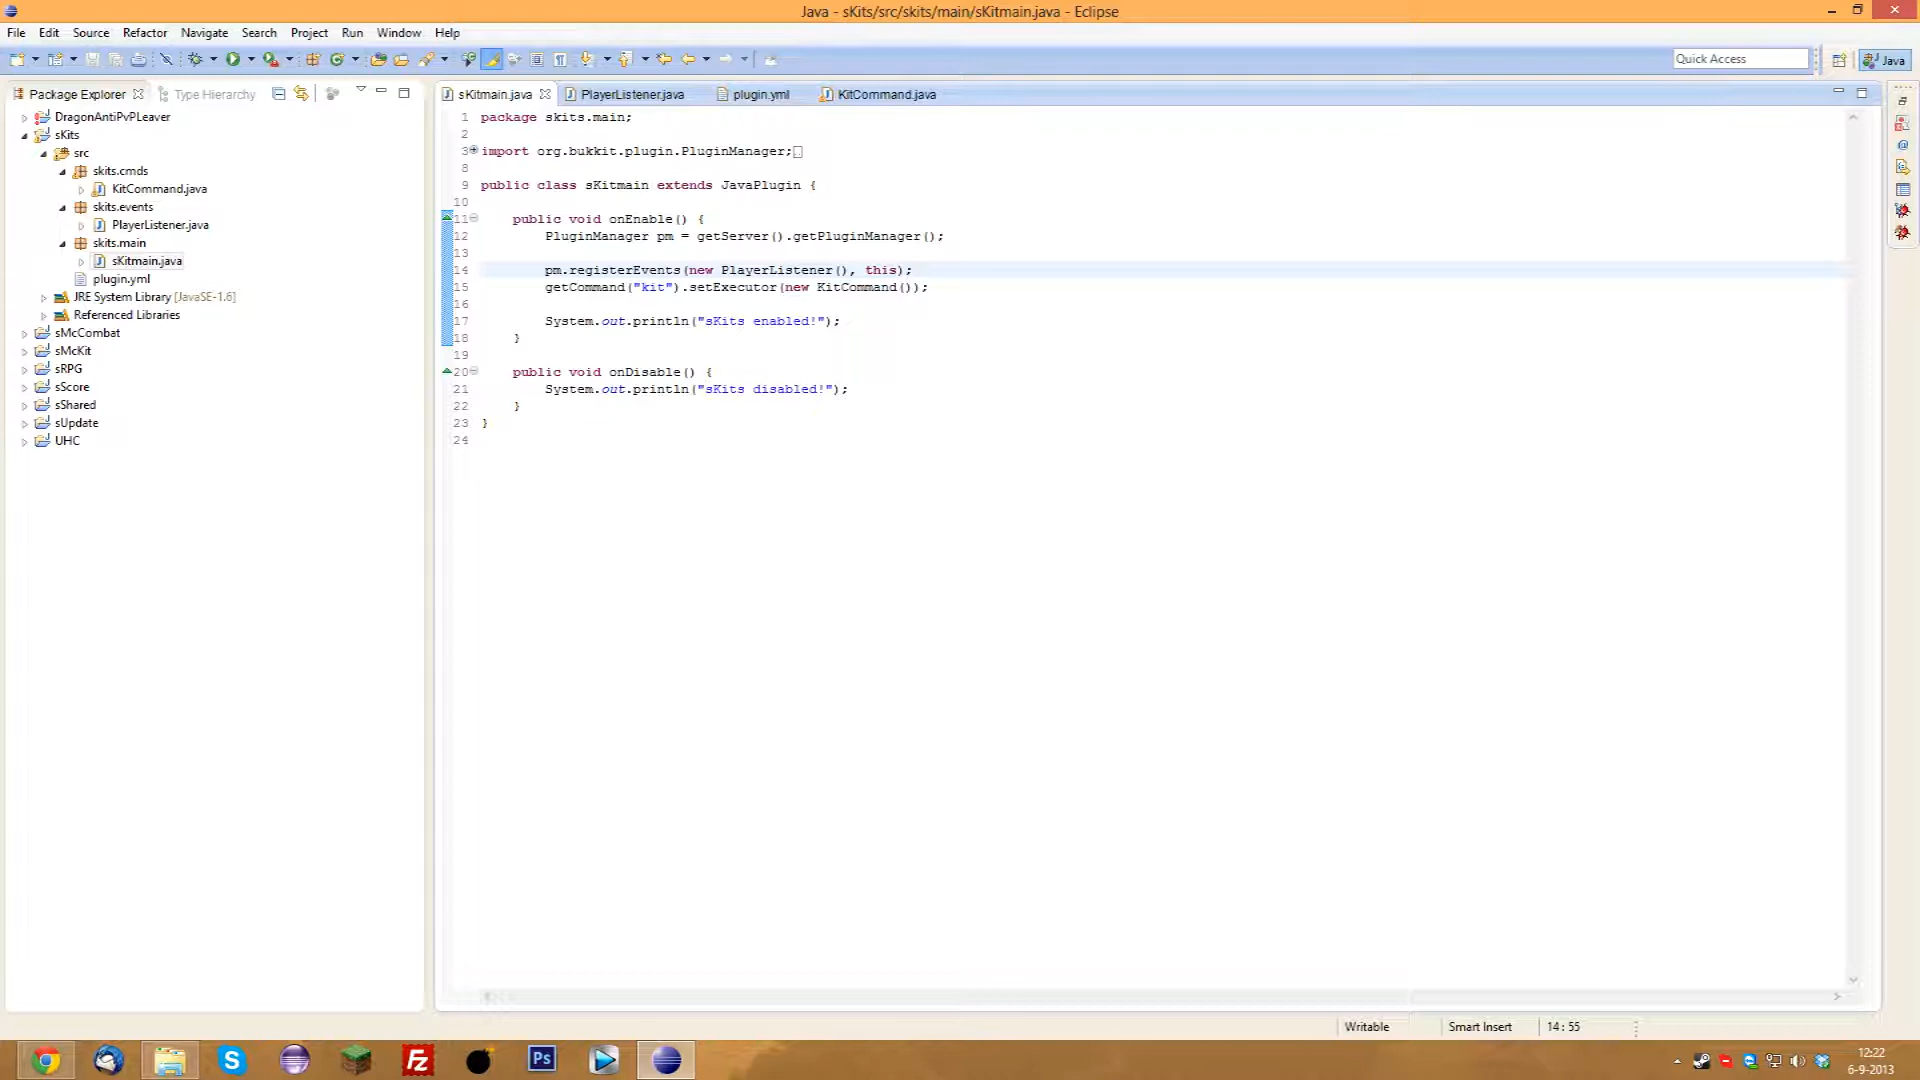 Java - sKits/src/skits/main/sKitmain.java - Eclipse
File Edit Source Refactor Navigate Search Project Run Window Help
Quick Access
Java
Package Explorer
Type Hierarchy
DragonAntiPvPLeaver
sKits
src
skits.cmds
KitCommand.java
skits.events
PlayerListener.java
skits.main
sKitmain.java
plugin.yml
JRE System Library [JavaSE-1.6]
Referenced Libraries
sMcCombat
sMcKit
sRPG
sScore
sShared
sUpdate
UHC
sKitmain.java PlayerListener.java plugin.yml KitCommand.java
1 package skits.main;
2
3 import org.bukkit.plugin.PluginManager;
8
9 public class sKitmain extends JavaPlugin {
10
11 public void onEnable() {
12 PluginManager pm = getServer().getPluginManager();
13
14 pm.registerEvents(new PlayerListener(), this);
15 getCommand("kit").setExecutor(new KitCommand());
16
17 System.out.println("sKits enabled!");
18 }
19
20 public void onDisable() {
21 System.out.println("sKits disabled!");
22 }
23 }
24
Writable Smart Insert 14 : 55
Fz
Ps
12:22
6-9-2013